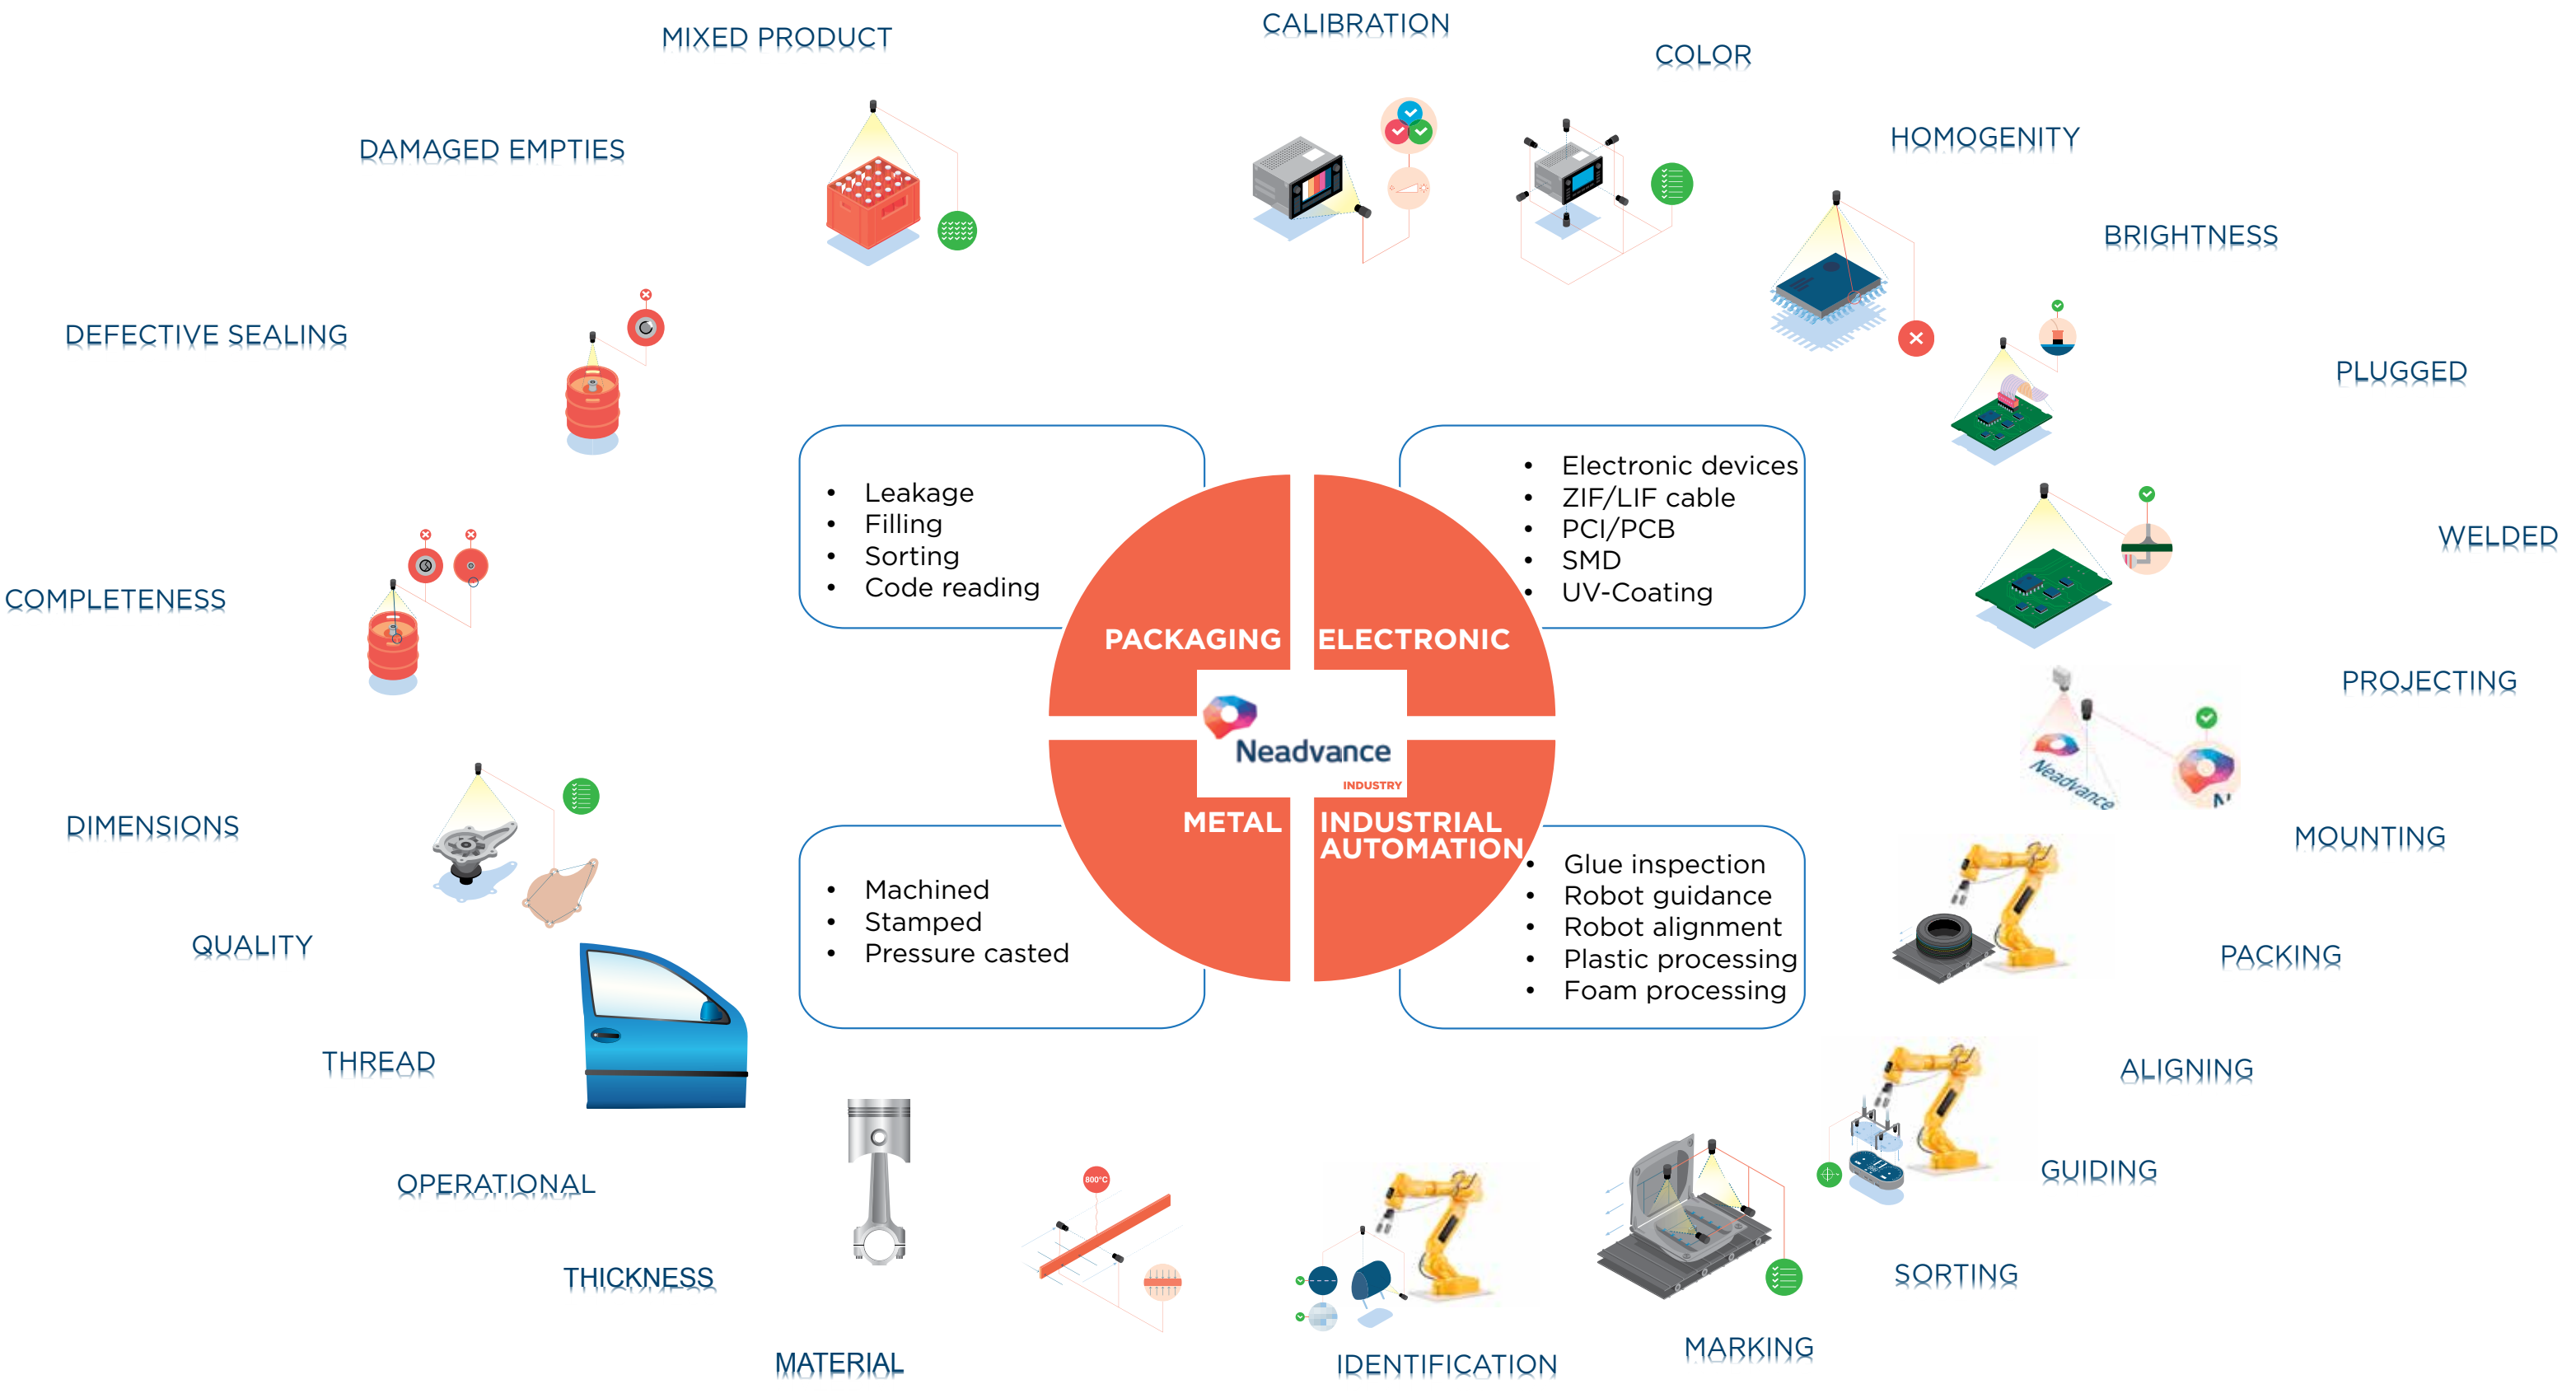 MIXED PRODUCT
CALIBRATION
COLOR
DAMAGED EMPTIES
HOMOGENITY
BRIGHTNESS
DEFECTIVE SEALING
PLUGGED
WELDED
COMPLETENESS
PROJECTING
• Leakage
• Filling
• Sorting
• Code reading
• Electronic devices
• ZIF/LIF cable
• PCI/PCB
• SMD
• UV-Coating
PACKAGING
ELECTRONIC
Neadvance
INDUSTRY
METAL
INDUSTRIAL
AUTOMATION
• Machined
• Stamped
• Pressure casted
• Glue inspection
• Robot guidance
• Robot alignment
• Plastic processing
• Foam processing
Neadvance
N
DIMENSIONS
MOUNTING
QUALITY
PACKING
THREAD
ALIGNING
OPERATIONAL
GUIDING
800°C
THICKNESS
SORTING
MATERIAL
IDENTIFICATION
MARKING